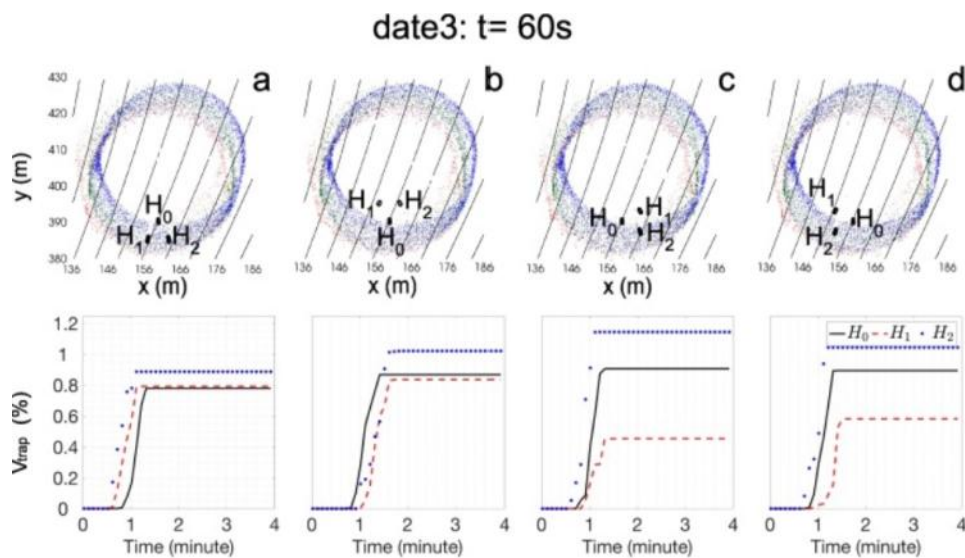 date3: t= 60s
a b c d
430
420
410
400
390
380
y (m)
H0
H1 H2
H1 H2
H0
H1
H0
H2
H1
H0
H2
136 146 156 166 176 186
136 146 156 166 176 186
136 146 156 166 176 186
136 146 156 166 176 186
x (m) x (m) x (m) x (m)
1.2
1
0.8
0.6
0.4
0.2
0
Vtrap (%)
H0 H1 H2
0 1 2 3 4
0 1 2 3 4
0 1 2 3 4
0 1 2 3 4
Time (minute) Time (minute) Time (minute) Time (minute)